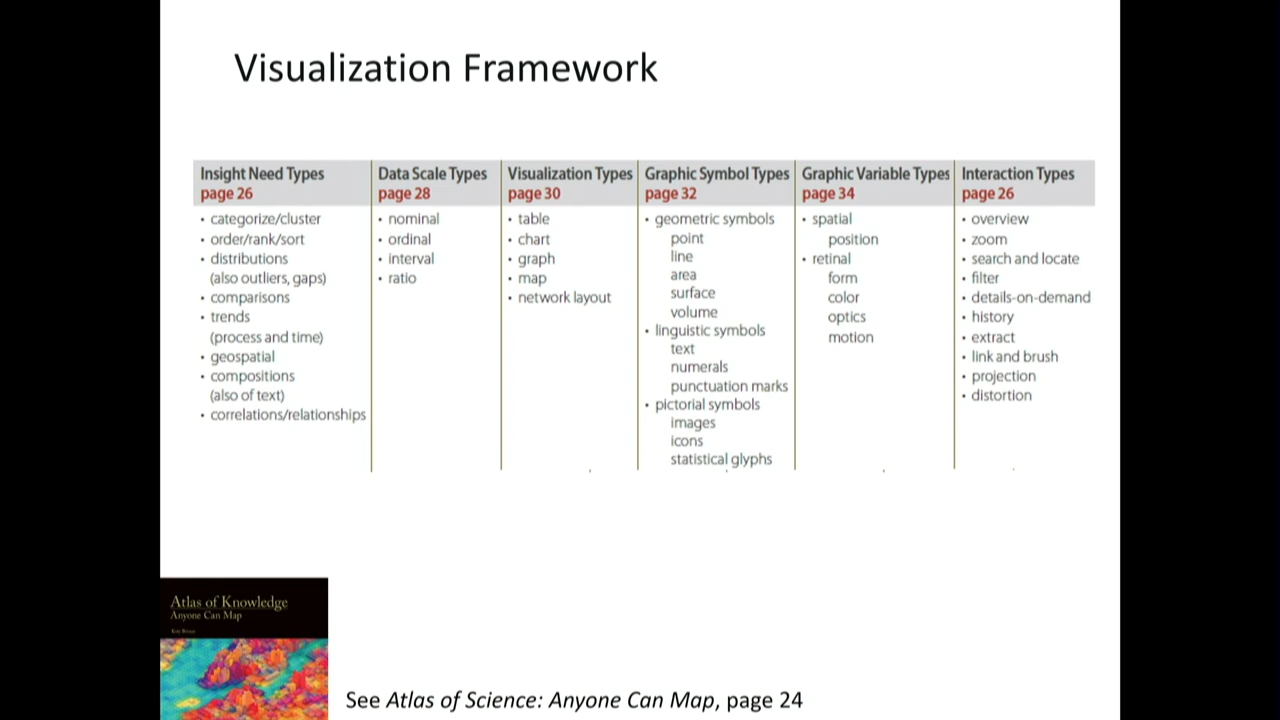 Visualization Framework
Insight Need Types
page 26
• categorize/cluster
• order/rank/sort
• distributions
(also outliers, gaps)
• comparisons
• trends
(process and time)
• geospatial
• compositions
(also of text)
• correlations/relationships
Data Scale Types
page 28
• nominal
• ordinal
• interval
• ratio
Visualization Types
page 30
• table
• chart
• graph
• map
• network layout
Graphic Symbol Types
page 32
• geometric symbols
point
line
area
surface
volume
• linguistic symbols
text
numerals
punctuation marks
• pictorial symbols
images
icons
statistical glyphs
Graphic Variable Types
page 34
• spatial
position
• retinal
form
color
optics
motion
Interaction Types
page 26
• overview
• zoom
• search and locate
• filter
• details-on-demand
• history
• extract
• link and brush
• projection
• distortion
Atlas of Knowledge
Anyone Can Map
See Atlas of Science: Anyone Can Map, page 24